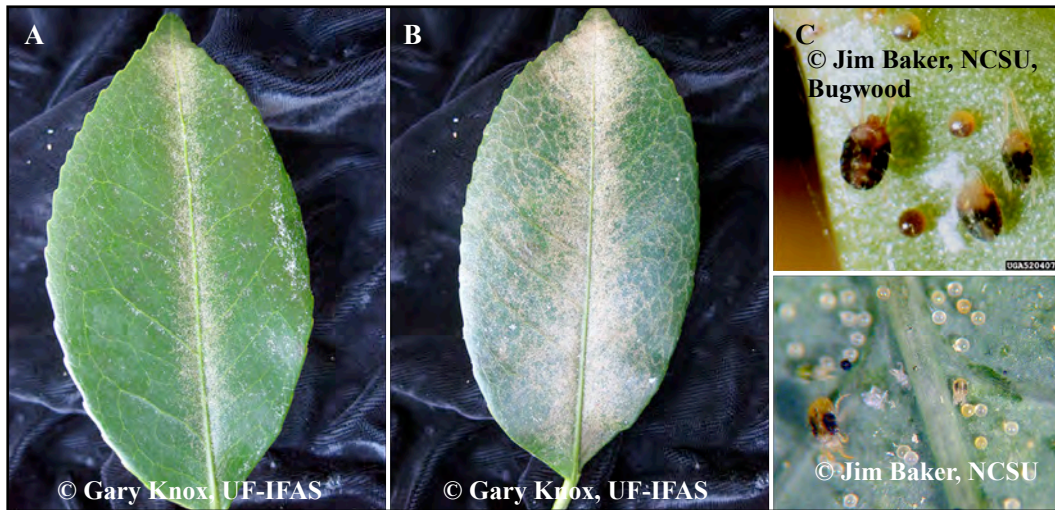 A
© Gary Knox, UF-IFAS
B
© Gary Knox, UF-IFAS
C
© Jim Baker, NCSU,
Bugwood
UGA520407
© Jim Baker, NCSU